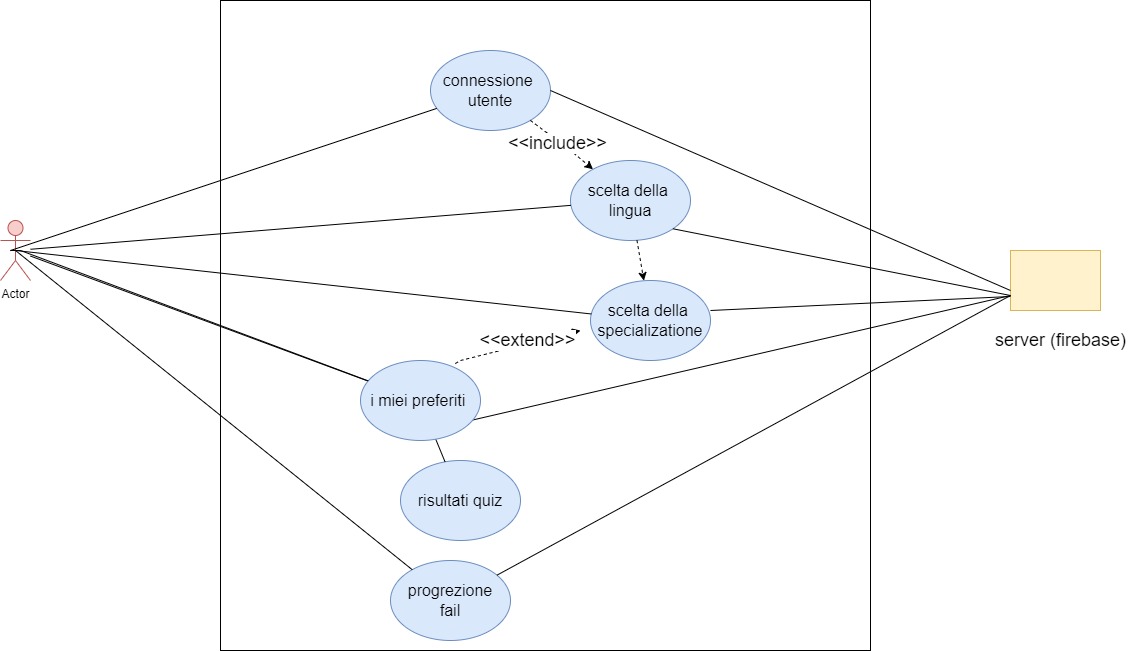 connessione
utente
<<include>>
scelta della
lingua
Actor
scelta della
specializatione
server (firebase)
<<extend>>
i miei preferiti
risultati quiz
progrezione
fail